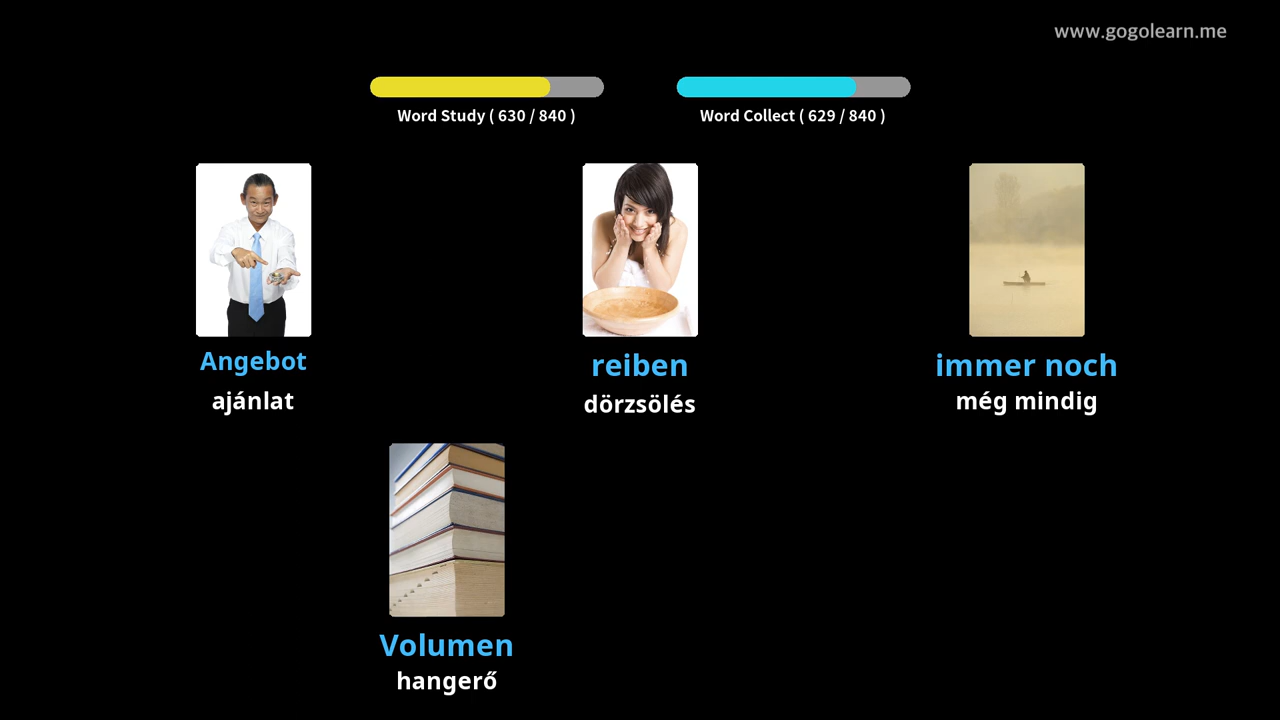 www.gogolearn.me
Word Study ( 630 / 840 )
Word Collect ( 629 / 840 )
Angebot
ajánlat
reiben
dörzsölés
immer noch
még mindig
Volumen
hangerő